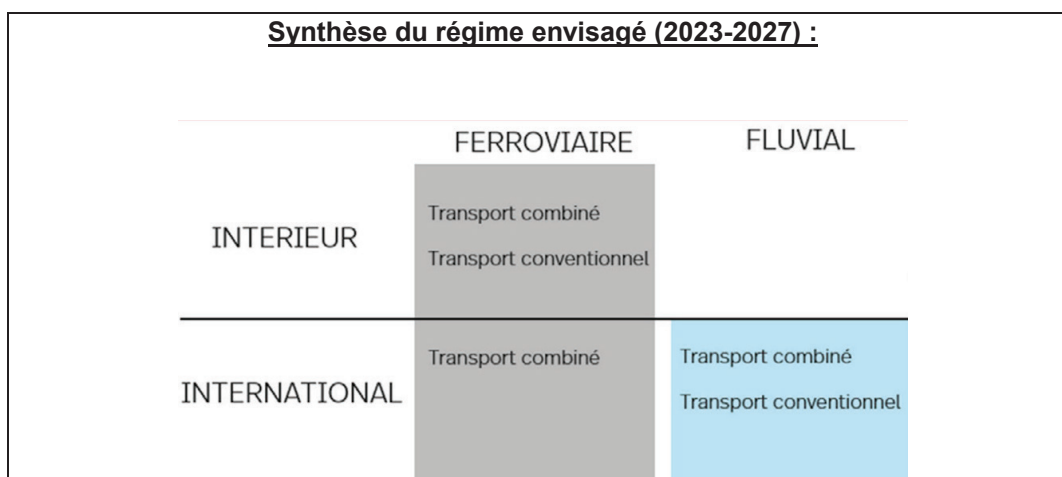 Synthèse du régime envisagé (2023-2027) :
FERROVIAIRE FLUVIAL
INTERIEUR
Transport combiné
Transport conventionnel
INTERNATIONAL
Transport combiné
Transport combiné
Transport conventionnel